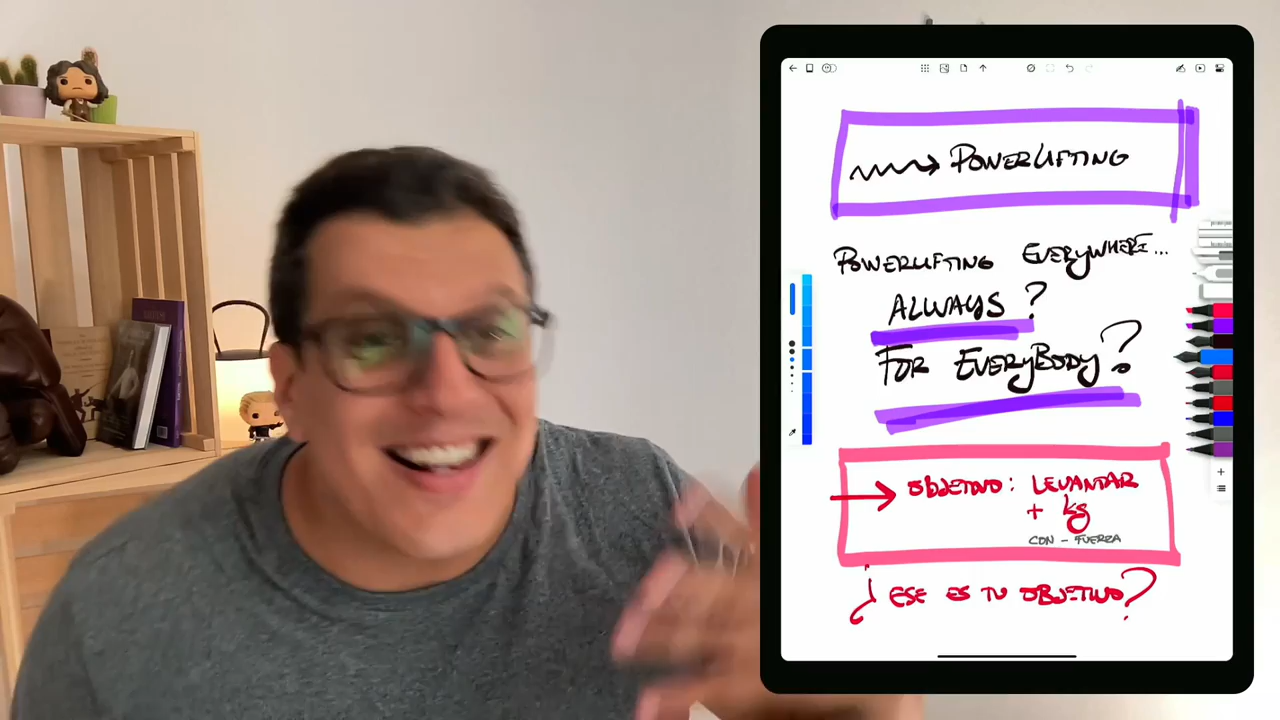 POWERLIFTING
POWERLIFTING EVERYWHERE...
ALWAYS?
FOR EVERYBODY?
OBJETIVO: LEVANTAR
+ kg
CON - FUERZA
¿ESE ES TU OBJETIVO?